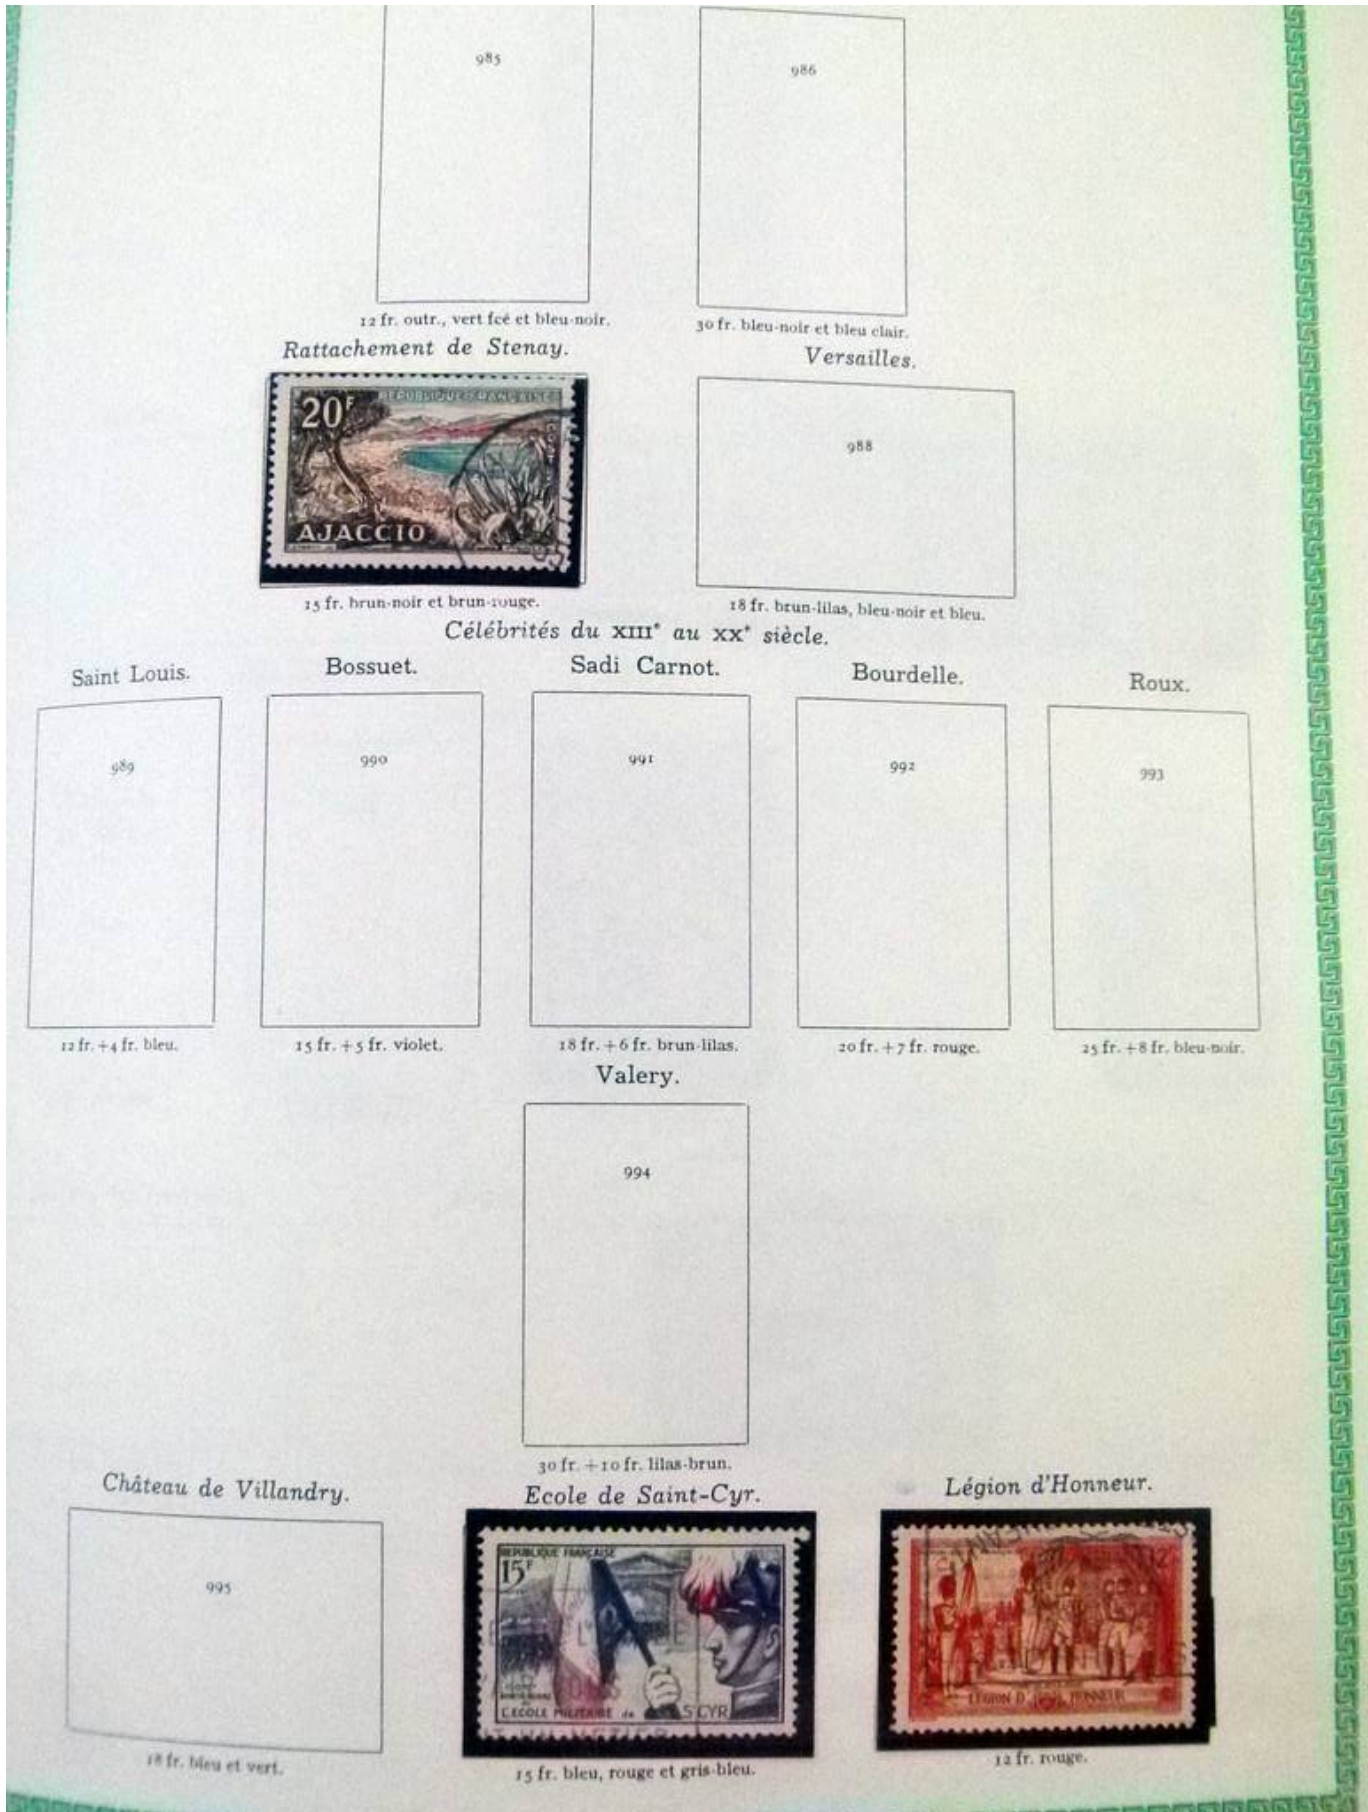 985
986
12 fr. outr., vert fcé et bleu-noir.
30 fr. bleu-noir et bleu clair.
Rattachement de Stenay.
Versailles.
20F
REPUBLIQUE FRANÇAISE
AJACCIO
988
15 fr. brun-noir et brun-rouge.
18 fr. brun-lilas, bleu-noir et bleu.
Célébrités du XIIIe au XXe siècle.
Saint Louis.
Bossuet.
Sadi Carnot.
Bourdelle.
Roux.
989
990
991
992
993
12 fr. +4 fr. bleu.
15 fr. +5 fr. violet.
18 fr. +6 fr. brun-lilas.
20 fr. +7 fr. rouge.
25 fr. +8 fr. bleu-noir.
Valery.
994
30 fr. +10 fr. lilas-brun.
Château de Villandry.
Ecole de Saint-Cyr.
Légion d'Honneur.
995
REPUBLIQUE FRANÇAISE
15F
L'ECOLE MILITAIRE de ST CYR
12
LEGION D' HONNEUR
18 fr. bleu et vert.
15 fr. bleu, rouge et gris-bleu.
12 fr. rouge.